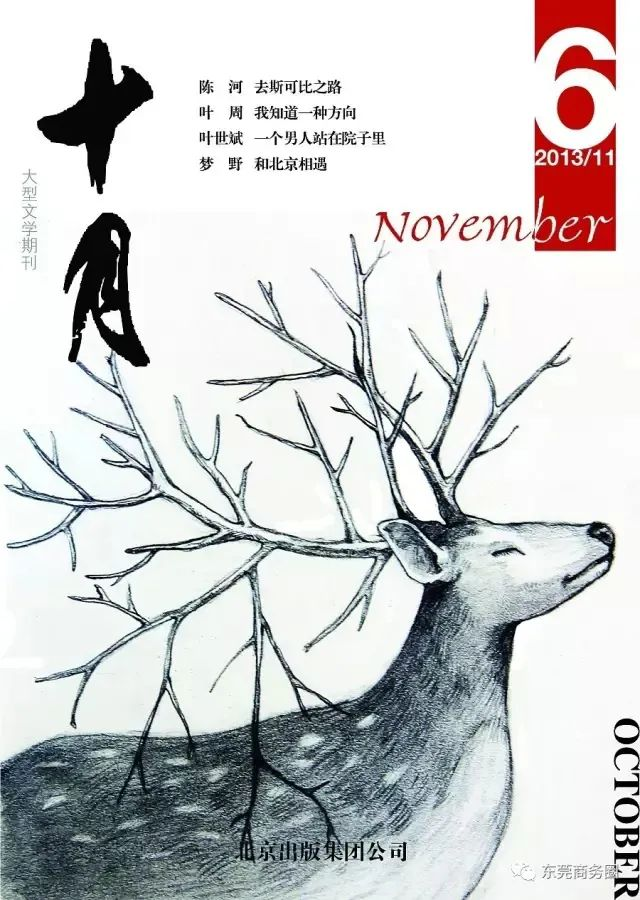 十月
大型文学期刊
陈 河 去斯可比之路
叶 周 我知道一种方向
叶世斌 一个男人站在院子里
梦 野 和北京相遇
6
2013/11
November
OCTOBER
北京出版集团公司
东莞商务圈